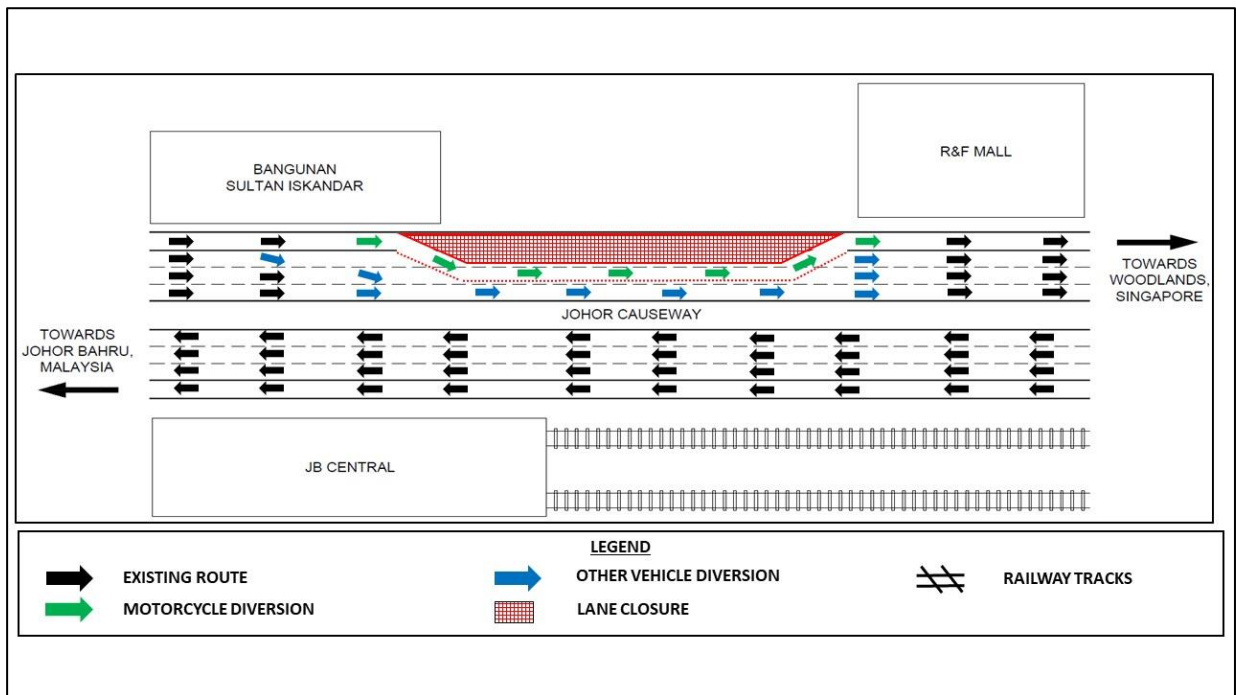 BANGUNAN
SULTAN ISKANDAR
R&F MALL
TOWARDS
WOODLANDS,
SINGAPORE
JOHOR CAUSEWAY
TOWARDS
JOHOR BAHRU,
MALAYSIA
JB CENTRAL
LEGEND
EXISTING ROUTE
OTHER VEHICLE DIVERSION
RAILWAY TRACKS
MOTORCYCLE DIVERSION
LANE CLOSURE